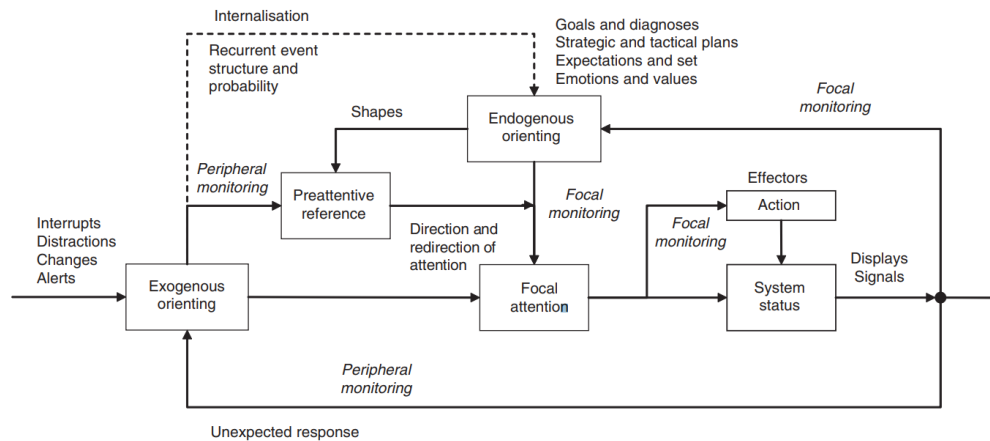 Internalisation
Recurrent event
structure and
probability
Goals and diagnoses
Strategic and tactical plans
Expectations and set
Emotions and values
Focal
monitoring
Shapes
Endogenous
orienting
Peripheral
monitoring
Preattentive
reference
Focal
monitoring
Effectors
Action
Focal
monitoring
Direction and
redirection of
attention
Interrupts
Distractions
Changes
Alerts
Exogenous
orienting
Focal
attention
System
status
Displays
Signals
Peripheral
monitoring
Unexpected response